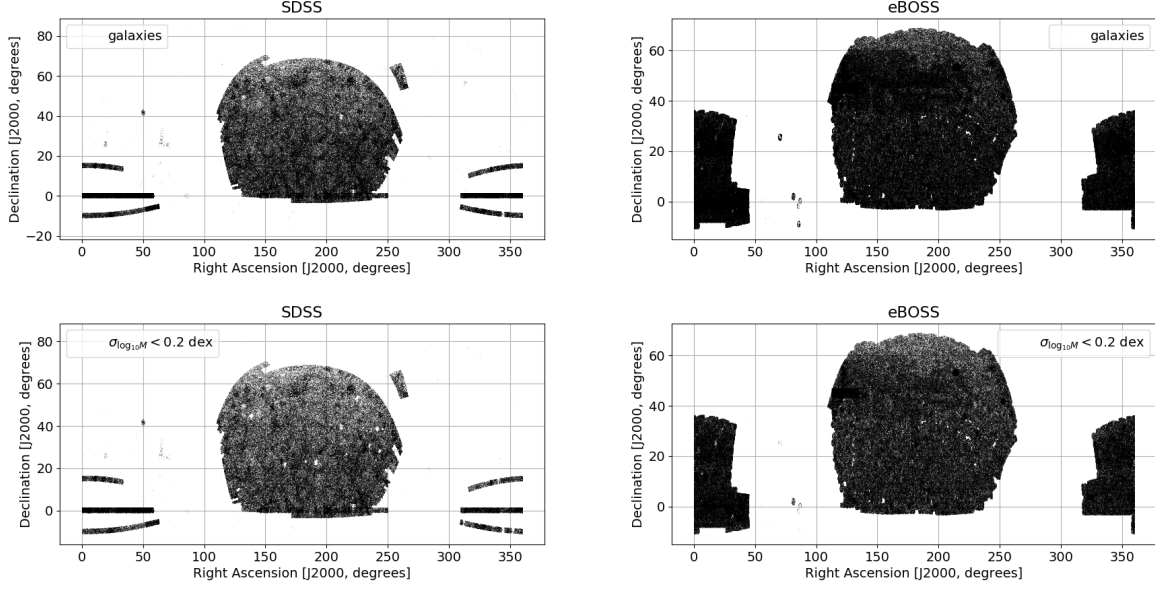 SDSS
galaxies
Declination [J2000, degrees]
80
60
40
20
0
−20
0 50 100 150 200 250 300 350
Right Ascension [J2000, degrees]
eBOSS
galaxies
Declination [J2000, degrees]
60
40
20
0
0 50 100 150 200 250 300 350
Right Ascension [J2000, degrees]
SDSS
σlog₁₀M < 0.2 dex
Declination [J2000, degrees]
80
60
40
20
0
0 50 100 150 200 250 300 350
Right Ascension [J2000, degrees]
eBOSS
σlog₁₀M < 0.2 dex
Declination [J2000, degrees]
60
40
20
0
0 50 100 150 200 250 300 350
Right Ascension [J2000, degrees]